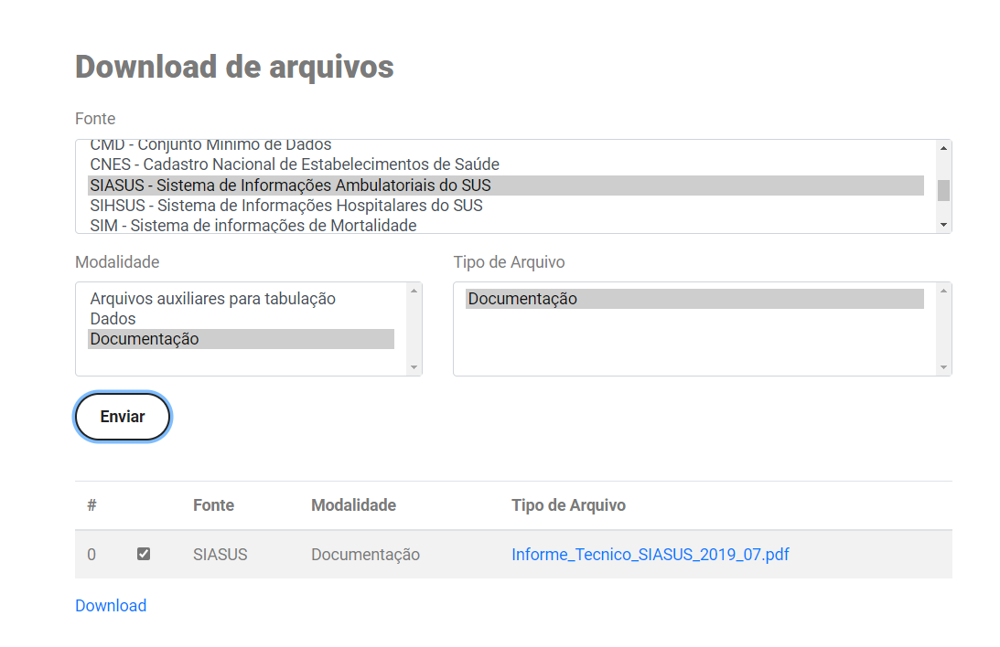 Download de arquivos
Fonte
CMD - Conjunto Mínimo de Dados
CNES - Cadastro Nacional de Estabelecimentos de Saúde
SIASUS - Sistema de Informações Ambulatoriais do SUS
SIHSUS - Sistema de Informações Hospitalares do SUS
SIM - Sistema de informações de Mortalidade
Modalidade Tipo de Arquivo
Arquivos auxiliares para tabulação Documentação
Dados
Documentação
Enviar
# Fonte Modalidade Tipo de Arquivo
0 SIASUS Documentação Informe_Tecnico_SIASUS_2019_07.pdf
Download